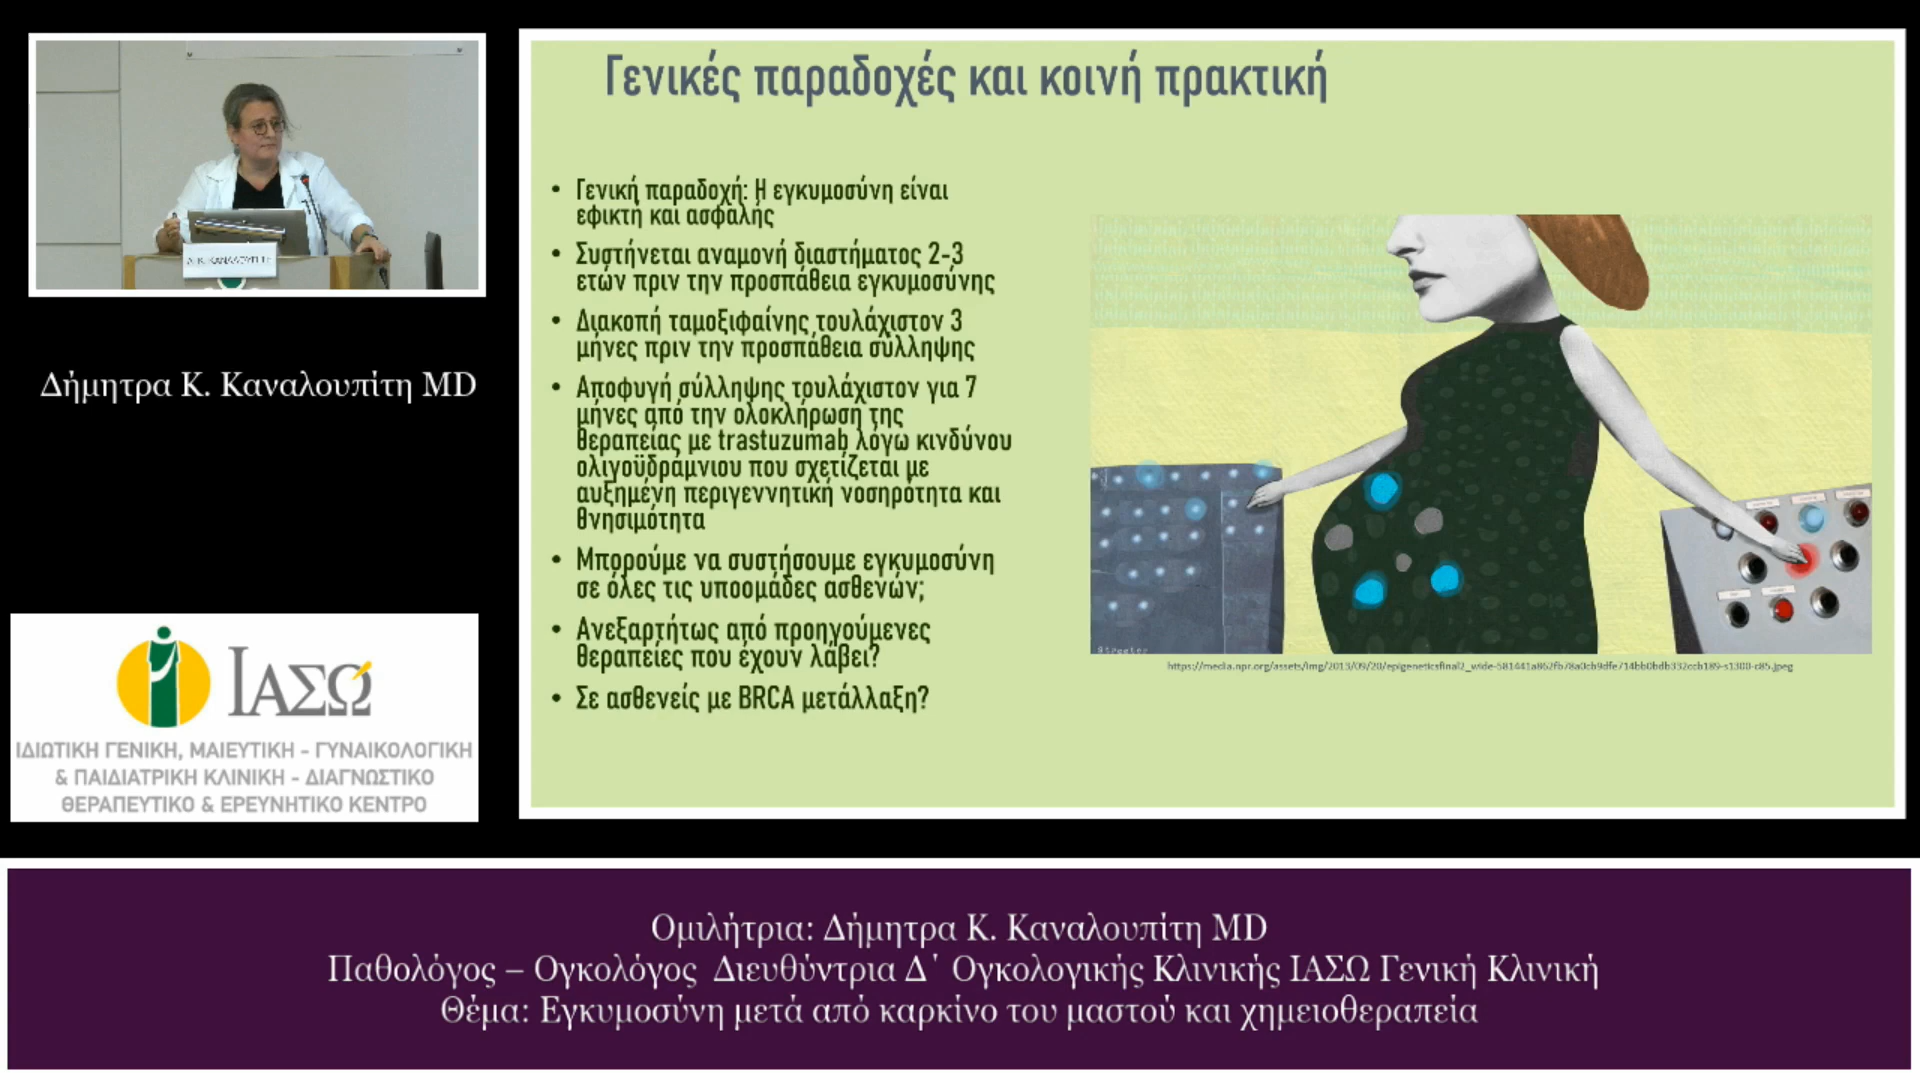 Γενικές παραδοχές και κοινή πρακτική
• Γενική παραδοχή: Η εγκυμοσύνη είναι
εφικτή και ασφαλής
• Συστήνεται αναμονή διαστήματος 2-3
ετών πριν την προσπάθεια εγκυμοσύνης
• Διακοπή ταμοξιφαίνης τουλάχιστον 3
μήνες πριν την προσπάθεια σύλληψης
• Αποφυγή σύλληψης τουλάχιστον για 7
μήνες από την ολοκλήρωση της
θεραπείας με trastuzumab λόγω κινδύνου
ολιγοϋδράμνιου που σχετίζεται με
αυξημένη περιγεννητική νοσηρότητα και
θνησιμότητα
• Μπορούμε να συστήσουμε εγκυμοσύνη
σε όλες τις υποομάδες ασθενών;
• Ανεξαρτήτως από προηγούμενες
θεραπείες που έχουν λάβει?
• Σε ασθενείς με BRCA μετάλλαξη?
Δήμητρα Κ. Καναλουπίτη MD
ΙΑΣΩ
ΙΔΙΩΤΙΚΗ ΓΕΝΙΚΗ, ΜΑΙΕΥΤΙΚΗ - ΓΥΝΑΙΚΟΛΟΓΙΚΗ
& ΠΑΙΔΙΑΤΡΙΚΗ ΚΛΙΝΙΚΗ - ΔΙΑΓΝΩΣΤΙΚΟ
ΘΕΡΑΠΕΥΤΙΚΟ & ΕΡΕΥΝΗΤΙΚΟ ΚΕΝΤΡΟ
Ομιλήτρια: Δήμητρα Κ. Καναλουπίτη MD
Παθολόγος – Ογκολόγος Διευθύντρια Δ΄ Ογκολογικής Κλινικής ΙΑΣΩ Γενική Κλινική
Θέμα: Εγκυμοσύνη μετά από καρκίνο του μαστού και χημειοθεραπεία